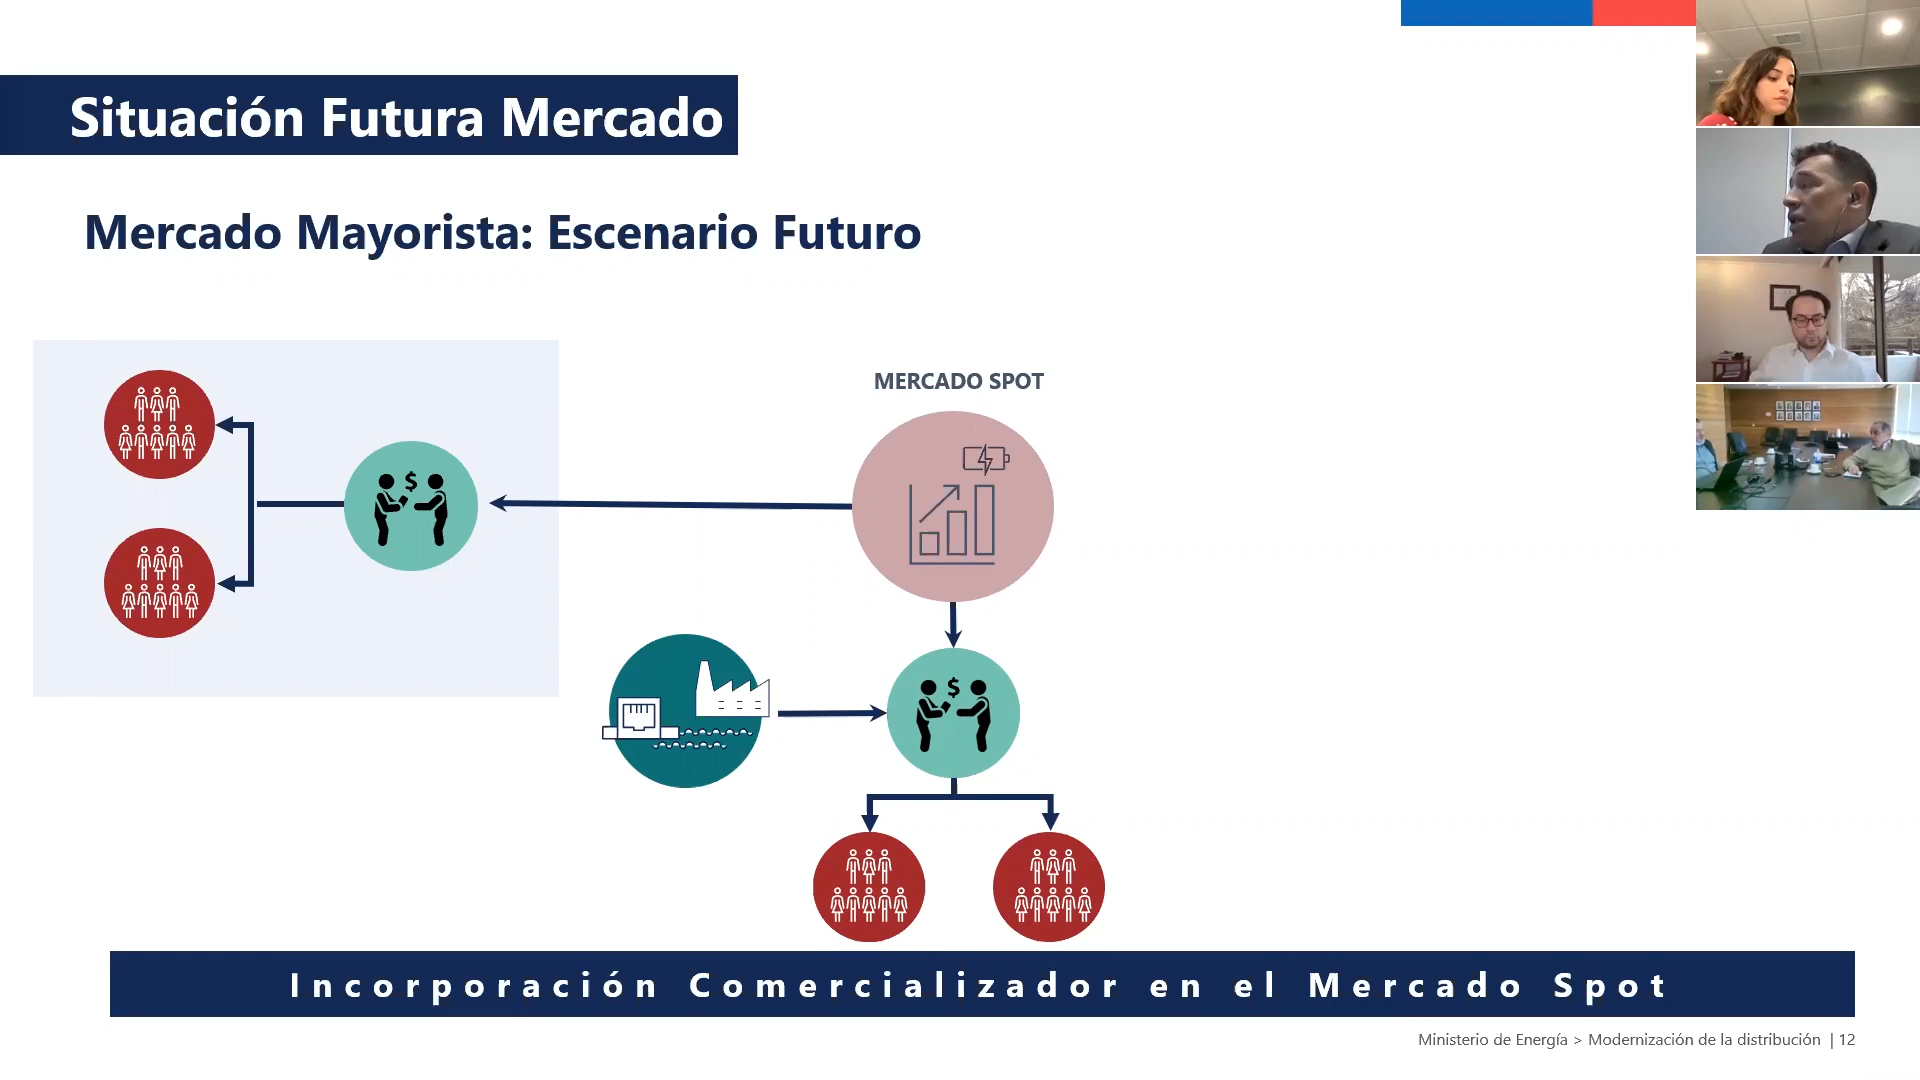 Situación Futura Mercado
Mercado Mayorista: Escenario Futuro
MERCADO SPOT
$
$
Incorporación Comercializador en el Mercado Spot
Ministerio de Energía > Modernización de la distribución | 12